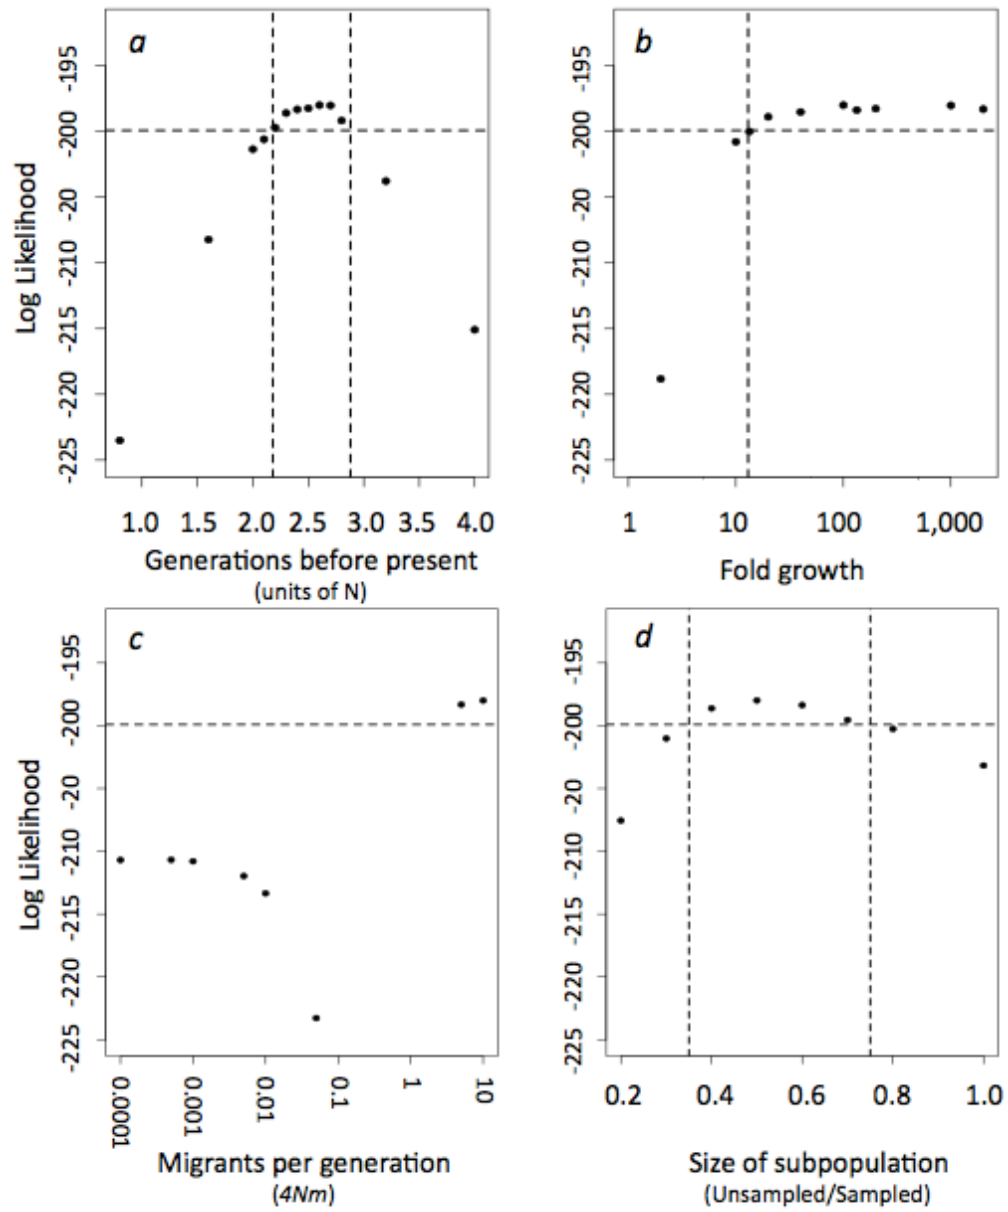 a
-195
-200
-20
-210
-215
-220
-225
Log Likelihood
1.0 1.5 2.0 2.5 3.0 3.5 4.0
Generations before present
(units of N)
b
-195
-200
-20
-210
-215
-220
-225
1 10 100 1,000
Fold growth
c
-195
-200
-20
-210
-215
-220
-225
Log Likelihood
0.0001 0.001 0.01 0.1 1 10
Migrants per generation
(4Nm)
d
-195
-200
-20
-210
-215
-220
-225
0.2 0.4 0.6 0.8 1.0
Size of subpopulation
(Unsampled/Sampled)